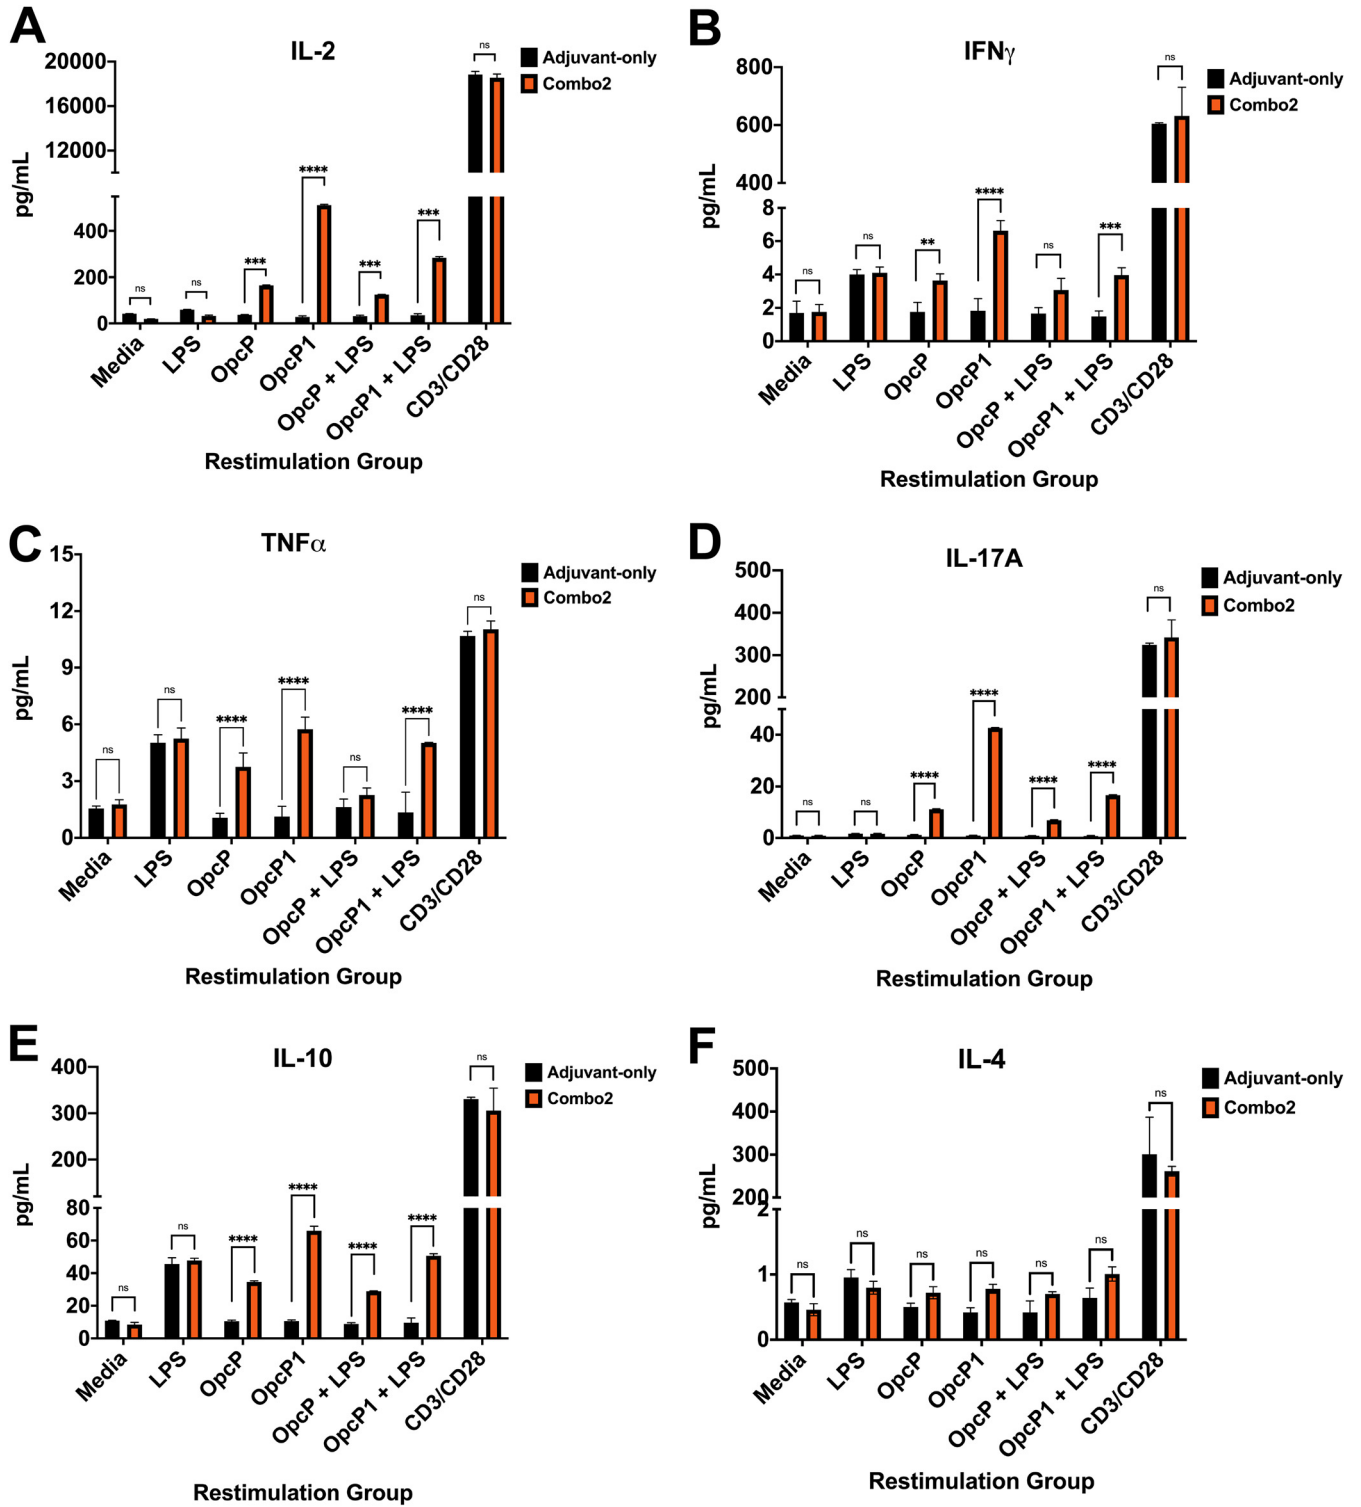 A
IL-2
Adjuvant-only
Combo2
pg/mL
20000
16000
12000
400
200
0
ns
ns
***
****
***
***
ns
Media
LPS
OpcP
OpcP1
OpcP + LPS
OpcP1 + LPS
CD3/CD28
Restimulation Group
B
IFNγ
Adjuvant-only
Combo2
pg/mL
800
600
400
8
6
4
2
0
ns
ns
**
****
ns
***
ns
Media
LPS
OpcP
OpcP1
OpcP + LPS
OpcP1 + LPS
CD3/CD28
Restimulation Group
C
TNFα
Adjuvant-only
Combo2
pg/mL
15
12
9
6
3
0
ns
ns
****
****
ns
****
ns
Media
LPS
OpcP
OpcP1
OpcP + LPS
OpcP1 + LPS
CD3/CD28
Restimulation Group
D
IL-17A
Adjuvant-only
Combo2
pg/mL
500
400
300
200
40
20
0
ns
ns
****
****
****
****
ns
Media
LPS
OpcP
OpcP1
OpcP + LPS
OpcP1 + LPS
CD3/CD28
Restimulation Group
E
IL-10
Adjuvant-only
Combo2
pg/mL
400
300
200
80
60
40
20
0
ns
ns
****
****
****
****
ns
Media
LPS
OpcP
OpcP1
OpcP + LPS
OpcP1 + LPS
CD3/CD28
Restimulation Group
F
IL-4
Adjuvant-only
Combo2
pg/mL
500
400
300
200
2
1
0
ns
ns
ns
ns
ns
ns
ns
Media
LPS
OpcP
OpcP1
OpcP + LPS
OpcP1 + LPS
CD3/CD28
Restimulation Group